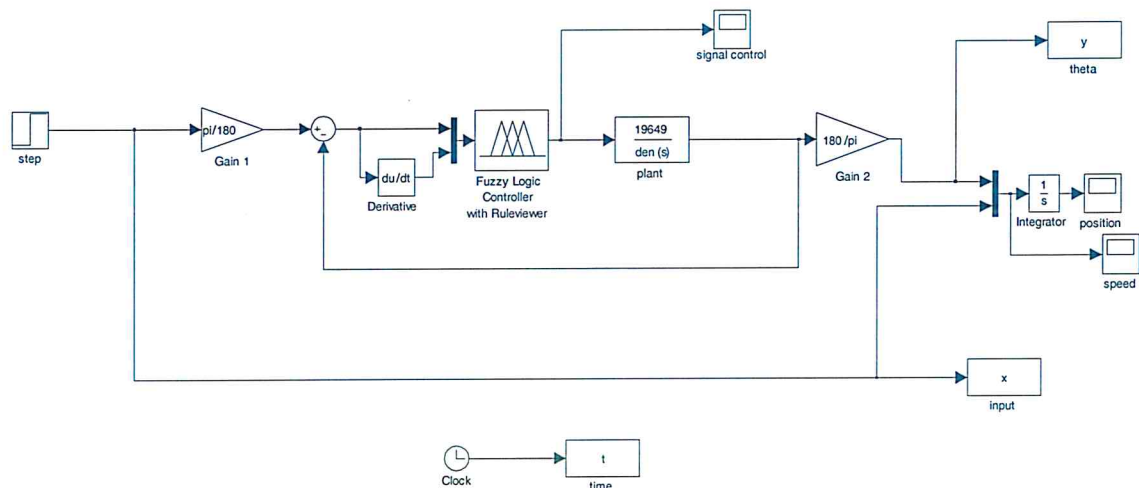 signal control
y
theta
step
pi/180
Gain 1
+
−
du/dt
Derivative
Fuzzy Logic
Controller
with Ruleviewer
19649
den (s)
plant
180 /pi
Gain 2
1
s
Integrator
position
speed
x
input
Clock
t
time